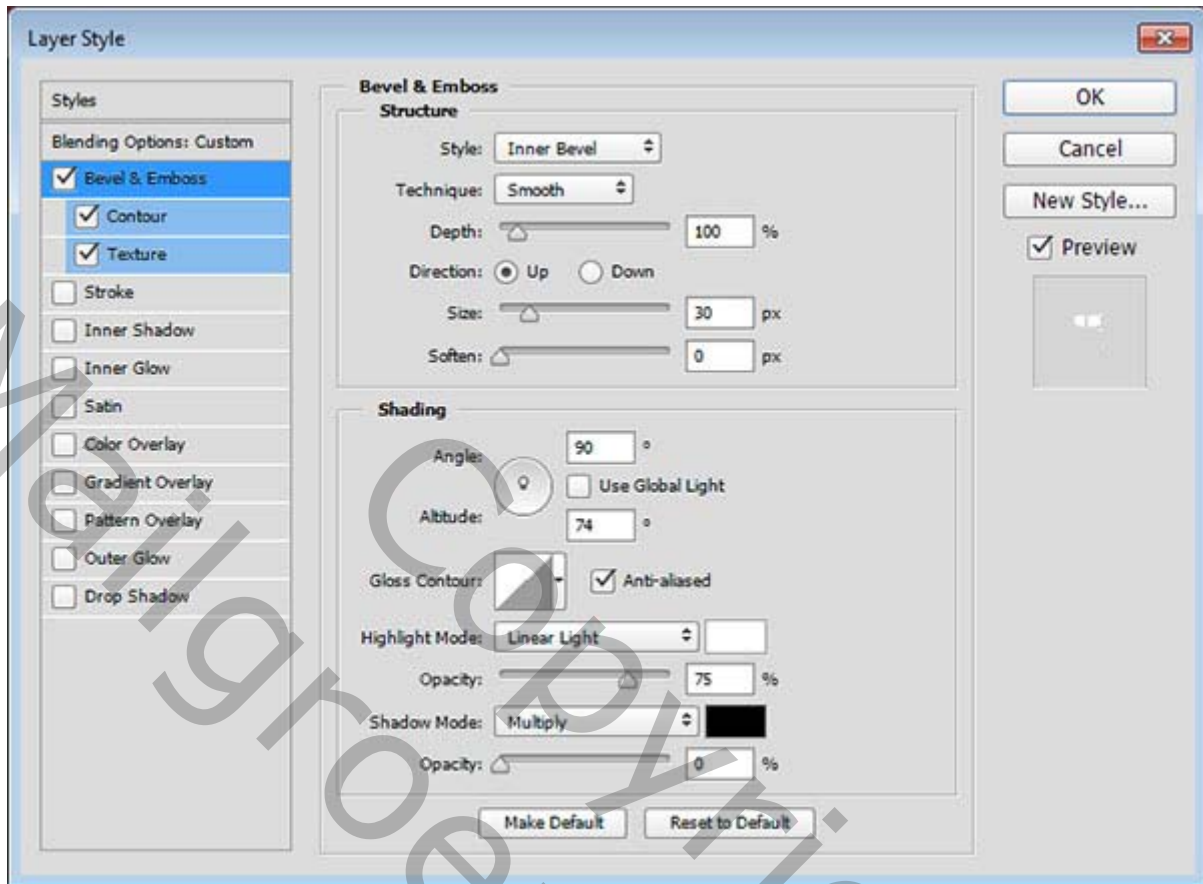 Layer Style
Styles
Blending Options: Custom
Bevel & Emboss
Contour
Texture
Stroke
Inner Shadow
Inner Glow
Satin
Color Overlay
Gradient Overlay
Pattern Overlay
Outer Glow
Drop Shadow
Bevel & Emboss
Structure
Style: Inner Bevel
Technique: Smooth
Depth: 100 %
Direction: Up Down
Size: 30 px
Soften: 0 px
Shading
Angle: 90 °
Use Global Light
Altitude: 74 °
Gloss Contour: Anti-aliased
Highlight Mode: Linear Light
Opacity: 75 %
Shadow Mode: Multiply
Opacity: 0 %
Make Default Reset to Default
OK
Cancel
New Style...
Preview